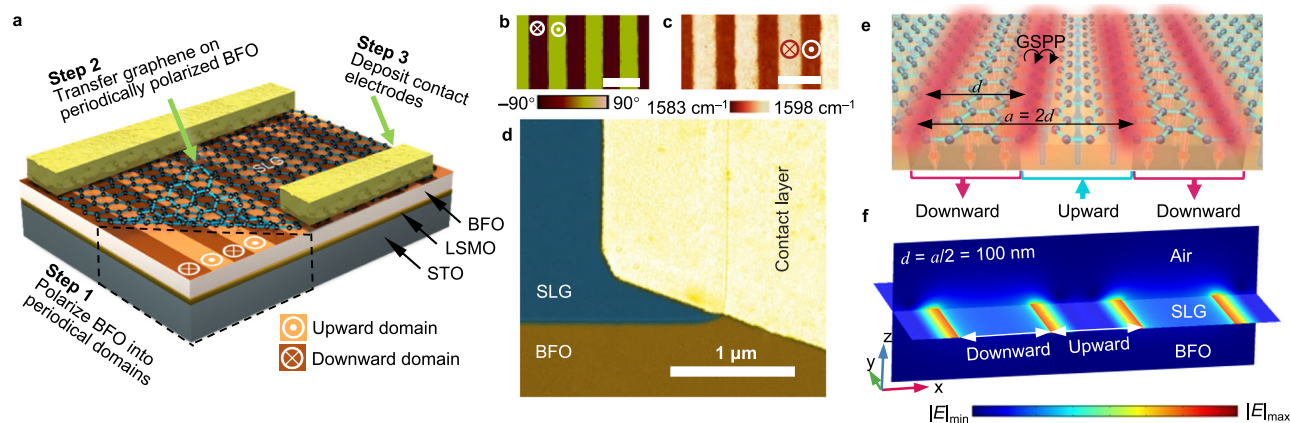 a
Step 2
Transfer graphene on
periodically polarized BFO
Step 3
Deposit contact
electrodes
SLG
BFO
LSMO
STO
Step 1
Polarize BFO into
periodical domains
Upward domain
Downward domain
b
–90°
90°
c
1583 cm–1
1598 cm–1
d
SLG
BFO
Contact layer
1 µm
e
GSPP
d
a = 2d
Downward
Upward
Downward
f
d = a/2 = 100 nm
Air
SLG
BFO
Downward
Upward
z
y
x
|E|min
|E|max